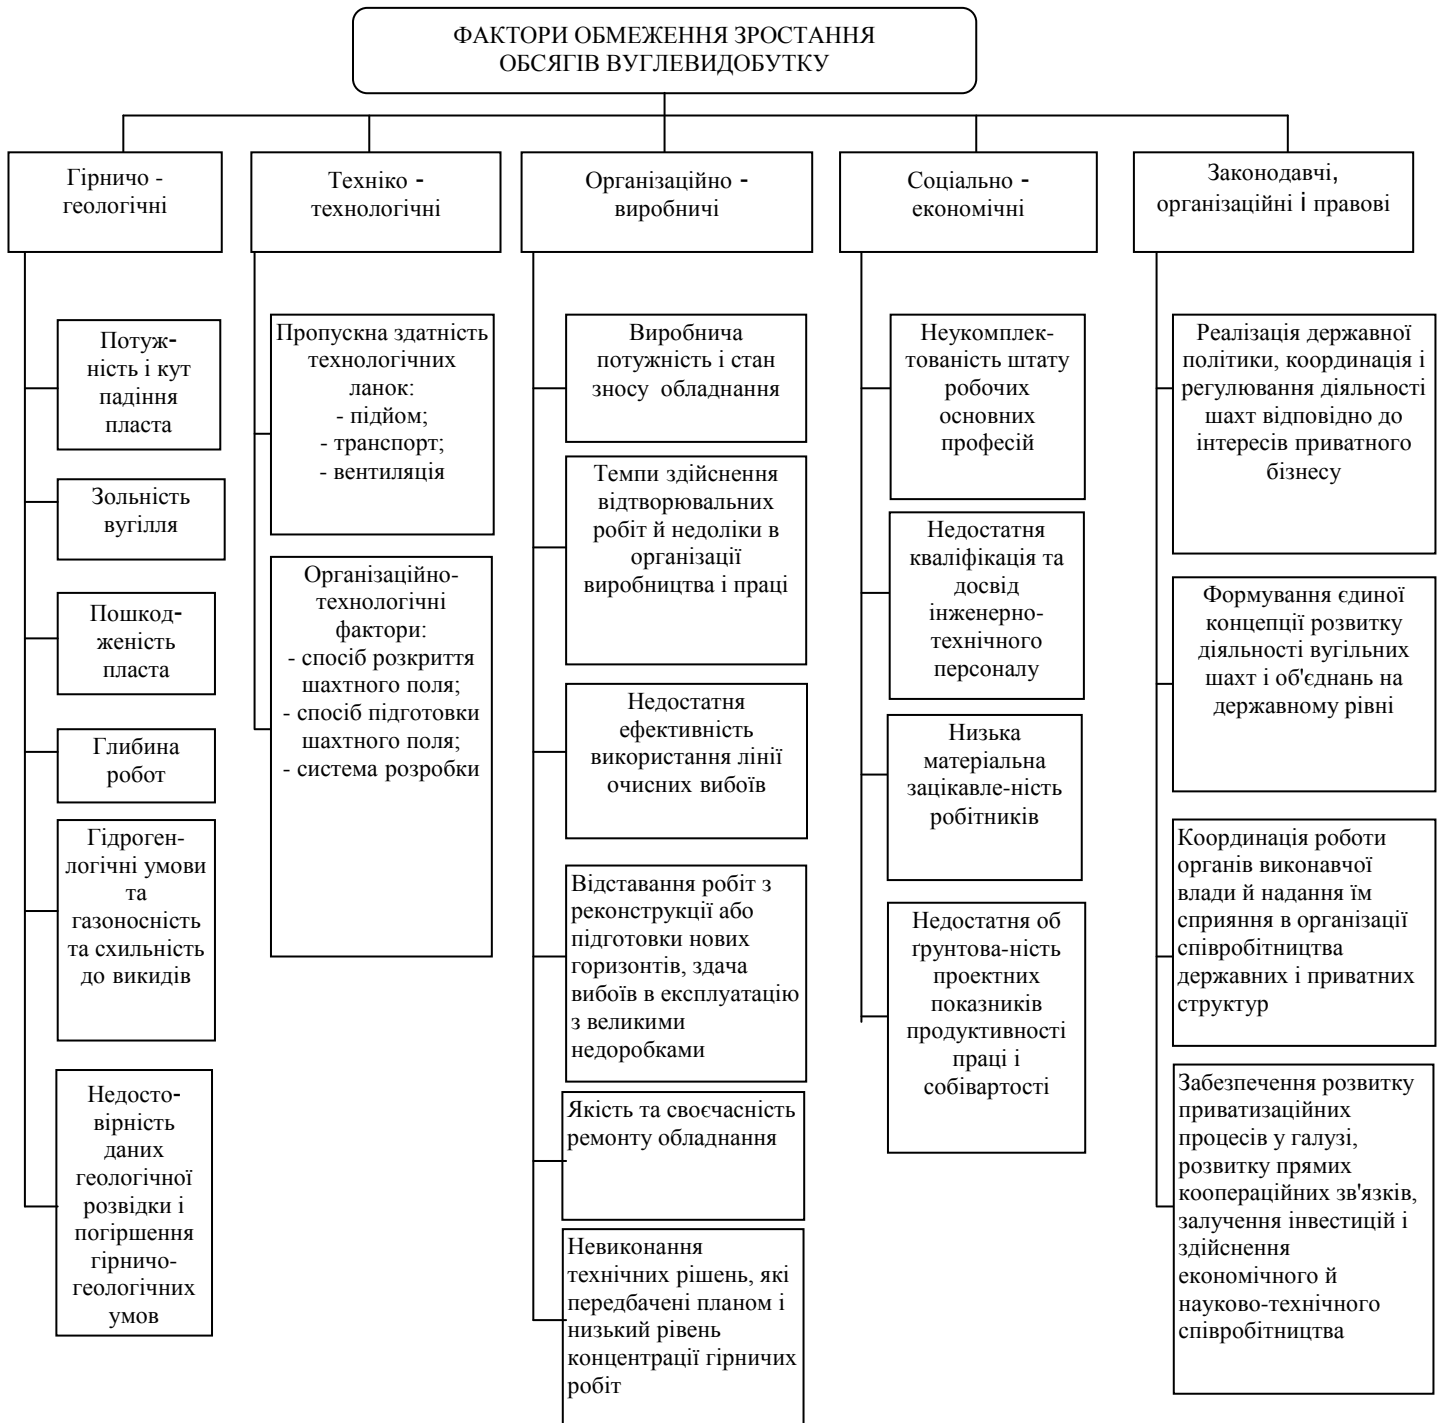 ФАКТОРИ ОБМЕЖЕННЯ ЗРОСТАННЯ
ОБСЯГІВ ВУГЛЕВИДОБУТКУ
Гірничо -
геологічні
Потуж-
ність і кут
падіння
пласта
Зольність
вугілля
Пошкод-
женість
пласта
Глибина
робот
Гідроген-
логічні умови
та
газоносність
та схильність
до викидів
Недосто-
вірність
даних
геологічної
розвідки і
погіршення
гірничо-
геологічних
умов
Техніко -
технологічні
Пропускна здатність
технологічних
ланок:
- підйом;
- транспорт;
- вентиляція
Організаційно-
технологічні
фактори:
- спосіб розкриття
шахтного поля;
- спосіб підготовки
шахтного поля;
- система розробки
Організаційно -
виробничі
Виробнича
потужність і стан
зносу обладнання
Темпи здійснення
відтворювальних
робіт й недоліки в
організації
виробництва і праці
Недостатня
ефективність
використання лінії
очисних вибоїв
Відставання робіт з
реконструкції або
підготовки нових
горизонтів, здача
вибоїв в експлуатацію
з великими
недоробками
Якість та своєчасність
ремонту обладнання
Невиконання
технічних рішень, які
передбачені планом і
низький рівень
концентрації гірничих
робіт
Соціально -
економічні
Неукомплек-
тованість штату
робочих
основних
професій
Недостатня
кваліфікація та
досвід
інженерно-
технічного
персоналу
Низька
матеріальна
зацікавле-ність
робітників
Недостатня об
ґрунтова-ність
проектних
показників
продуктивності
праці і
собівартості
Законодавчі,
організаційні і правові
Реалізація державної
політики, координація і
регулювання діяльності
шахт відповідно до
інтересів приватного
бізнесу
Формування єдиної
концепції розвитку
діяльності вугільних
шахт і об'єднань на
державному рівні
Координація роботи
органів виконавчої
влади й надання їм
сприяння в організації
співробітництва
державних і приватних
структур
Забезпечення розвитку
приватизаційних
процесів у галузі,
розвитку прямих
коопераційних зв'язків,
залучення інвестицій і
здійснення
економічного й
науково-технічного
співробітництва